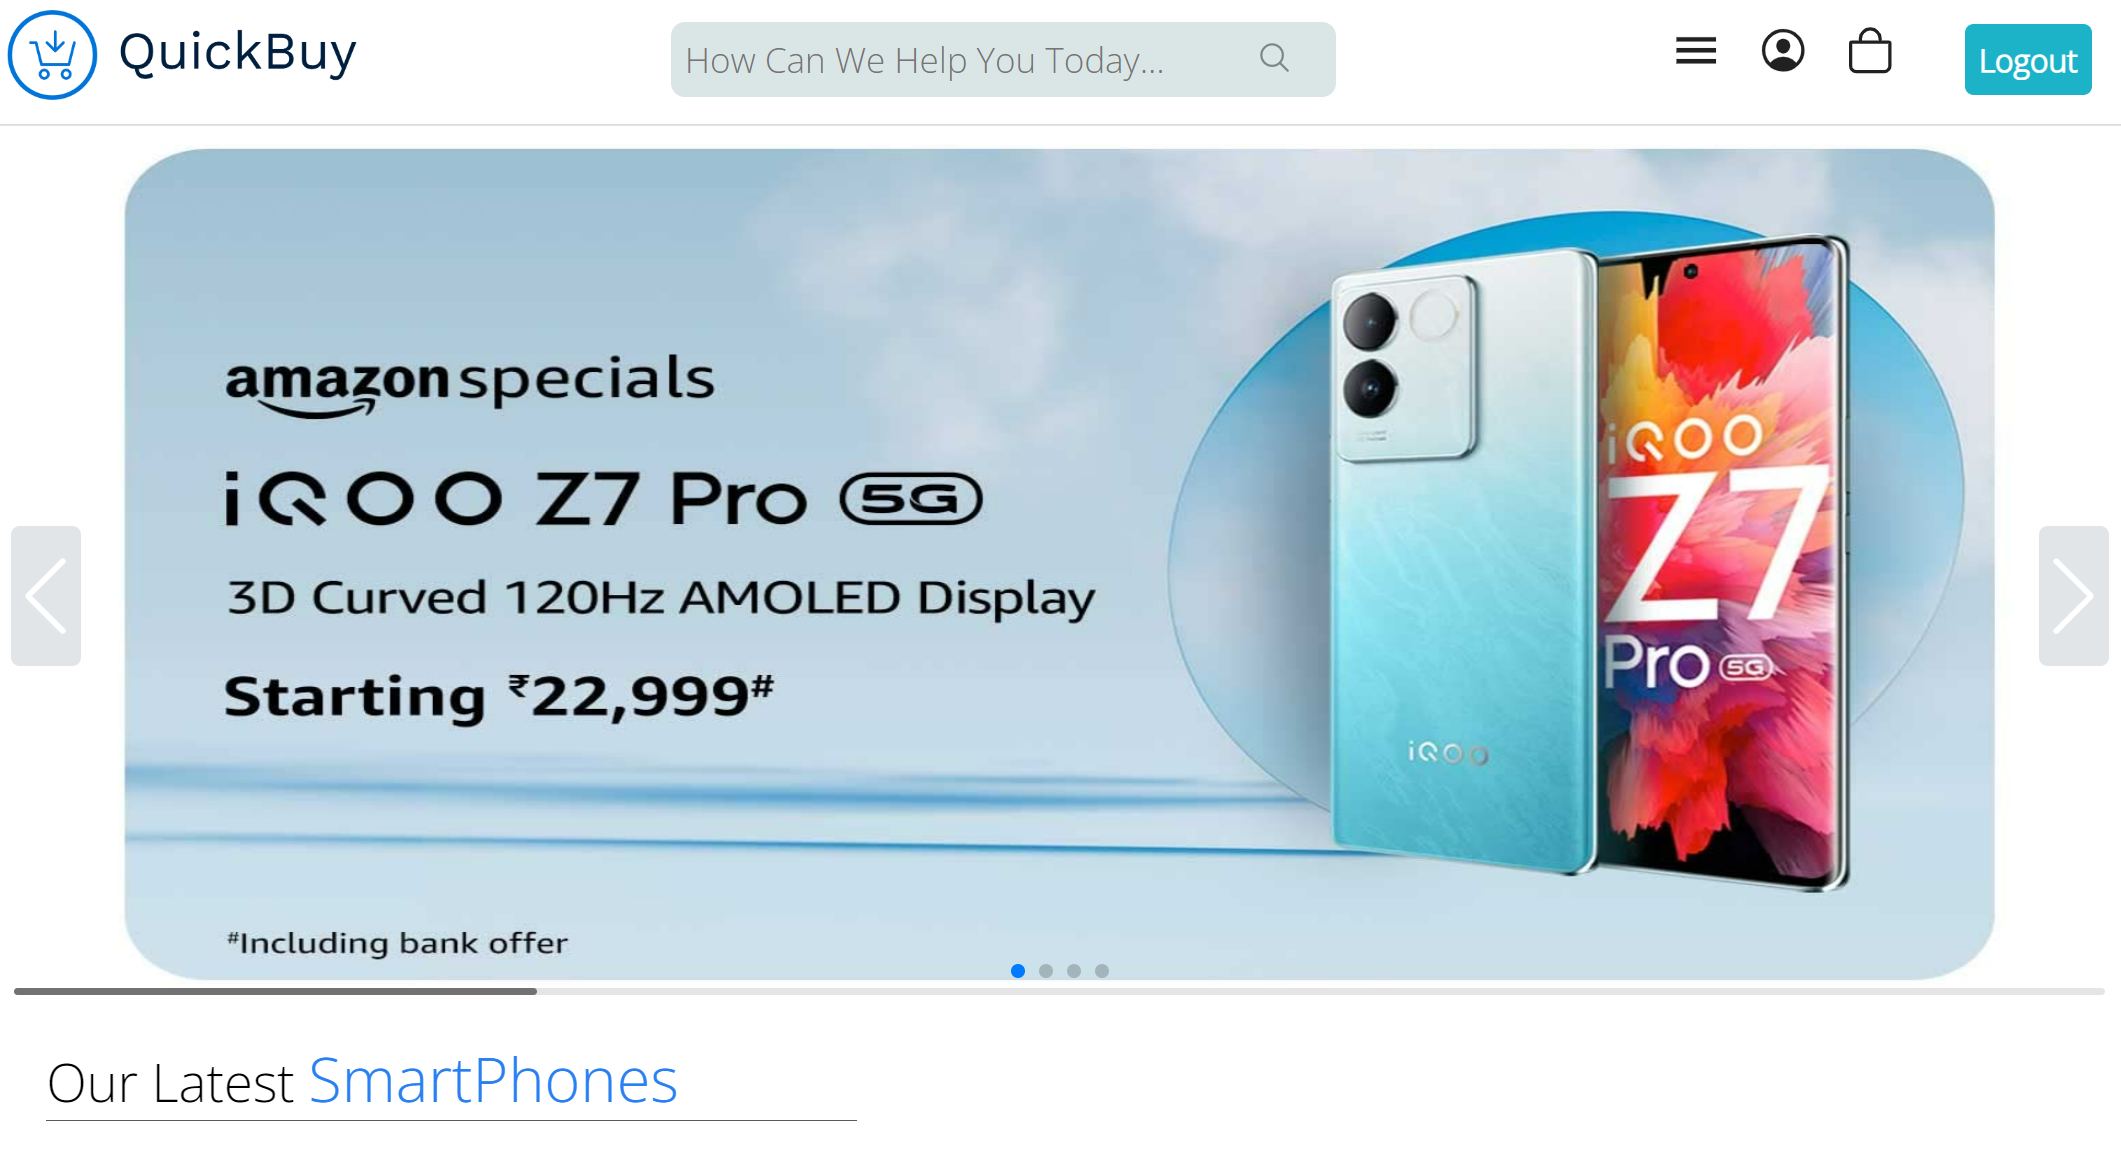 QuickBuy
How Can We Help You Today...
Logout
amazon specials
iQOO Z7 Pro 5G
3D Curved 120Hz AMOLED Display
Starting ₹22,999#
#Including bank offer
iQOO
iQOO
Z7
Pro 5G
Our Latest SmartPhones